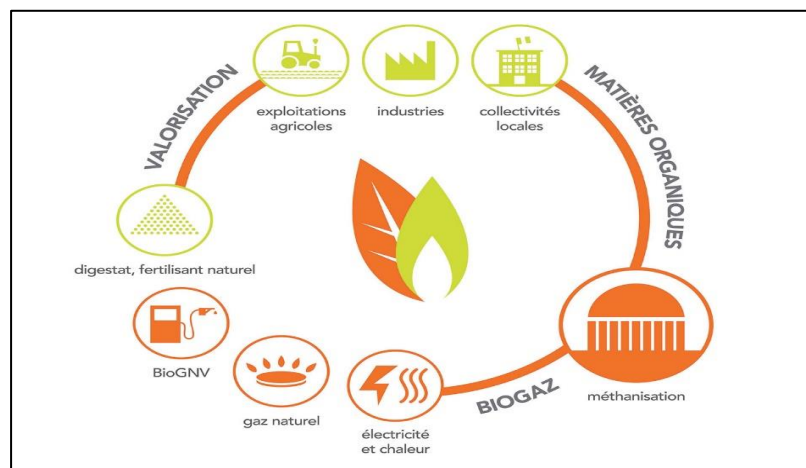 exploitations
agricoles
industries
collectivités
locales
VALORISATION
MATIÈRES ORGANIQUES
digestat, fertilisant naturel
BioGNV
gaz naturel
électricité
et chaleur
BIOGAZ
méthanisation